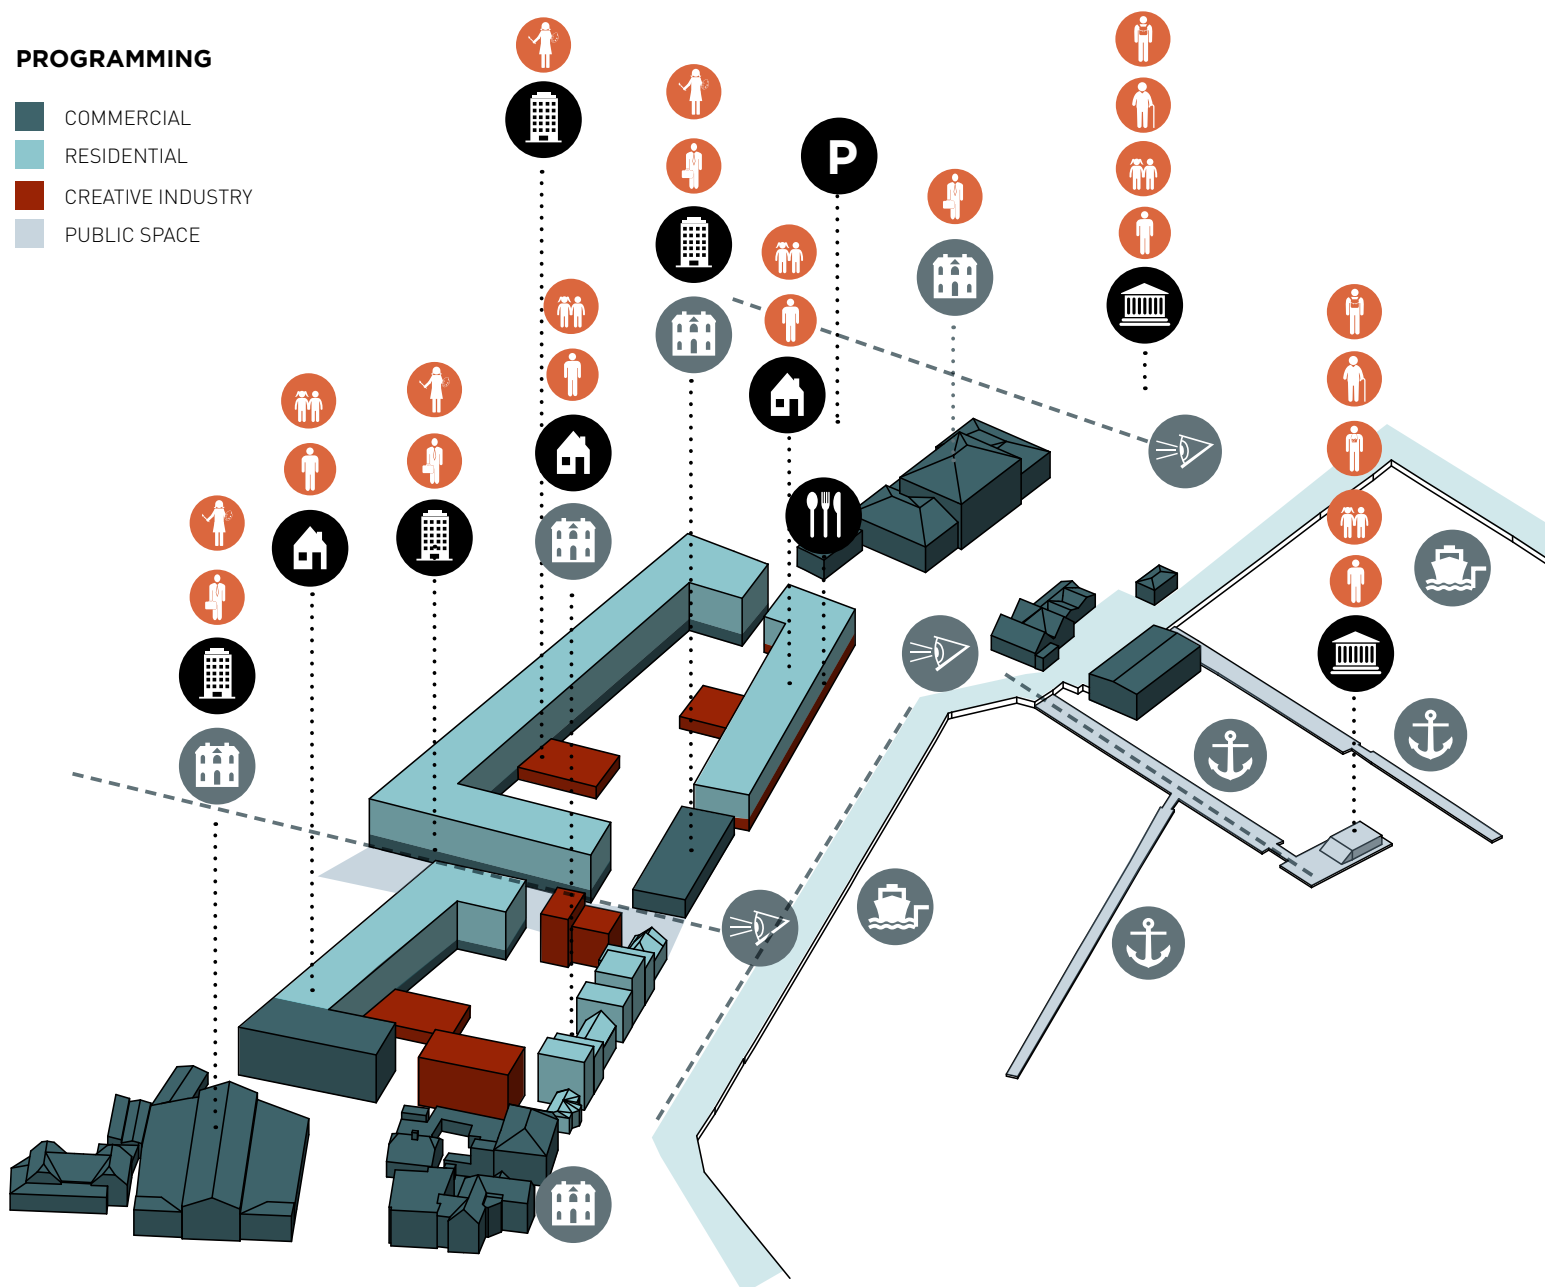 PROGRAMMING
COMMERCIAL
RESIDENTIAL
CREATIVE INDUSTRY
PUBLIC SPACE
P